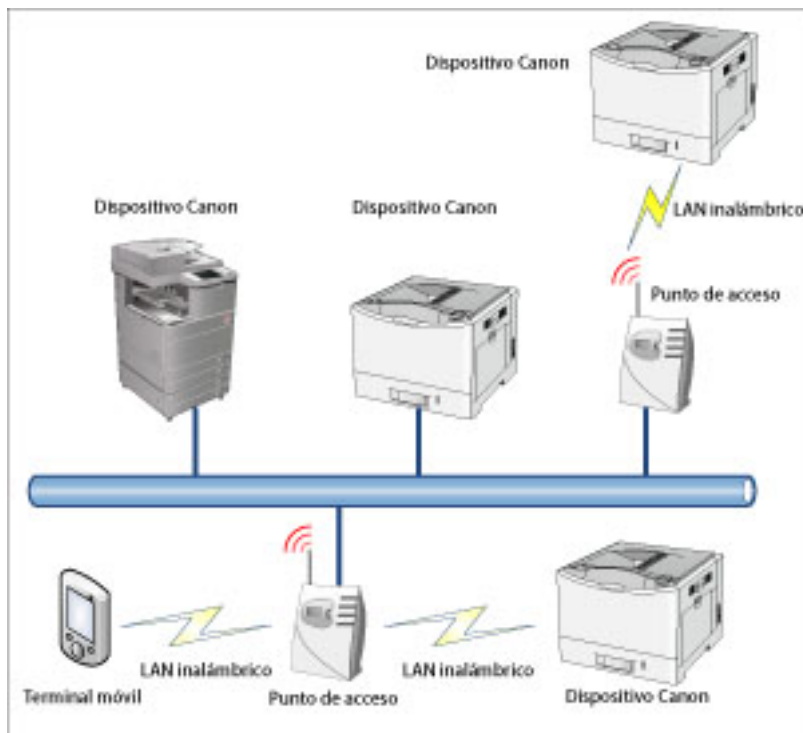 Dispositivo Canon
Dispositivo Canon
Dispositivo Canon
LAN inalámbrico
Punto de acceso
Terminal móvil
LAN inalámbrico
Punto de acceso
LAN inalámbrico
Dispositivo Canon